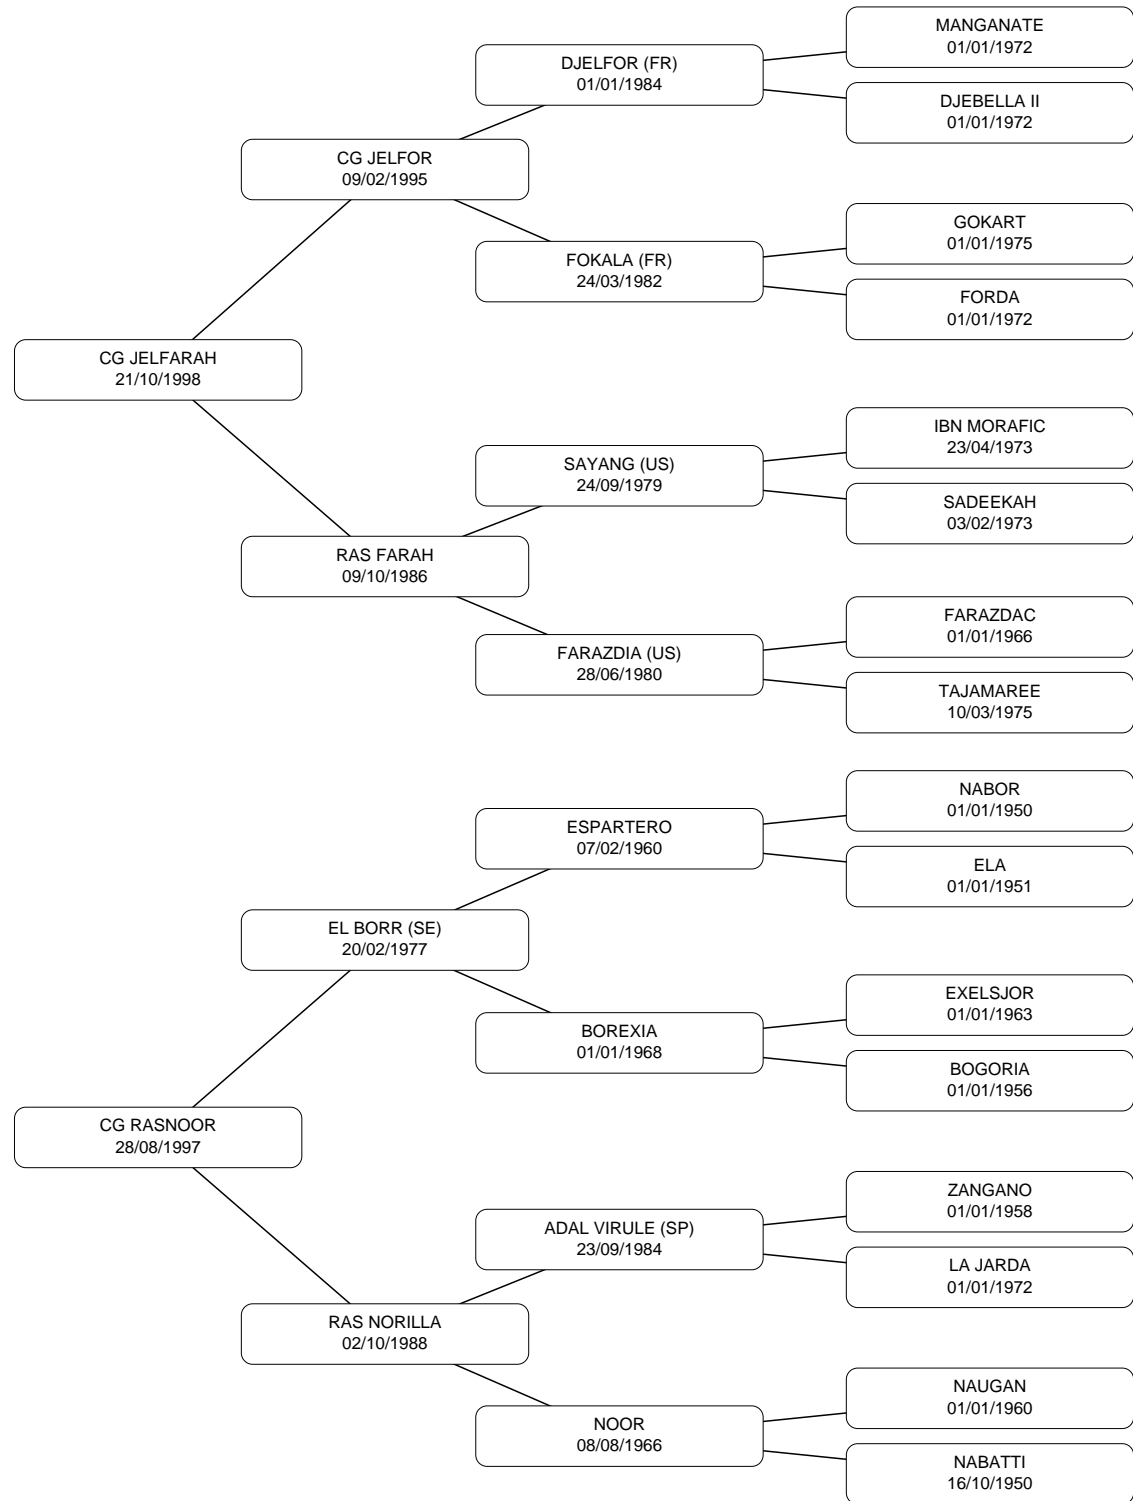 MANGANATE
01/01/1972
DJELFOR (FR)
01/01/1984
DJEBELLA II
01/01/1972
CG JELFOR
09/02/1995
GOKART
01/01/1975
FOKALA (FR)
24/03/1982
FORDA
01/01/1972
CG JELFARAH
21/10/1998
IBN MORAFIC
23/04/1973
SAYANG (US)
24/09/1979
SADEEKAH
03/02/1973
RAS FARAH
09/10/1986
FARAZDAC
01/01/1966
FARAZDIA (US)
28/06/1980
TAJAMAREE
10/03/1975
NABOR
01/01/1950
ESPARTERO
07/02/1960
ELA
01/01/1951
EL BORR (SE)
20/02/1977
EXELSJOR
01/01/1963
BOREXIA
01/01/1968
BOGORIA
01/01/1956
CG RASNOOR
28/08/1997
ZANGANO
01/01/1958
ADAL VIRULE (SP)
23/09/1984
LA JARDA
01/01/1972
RAS NORILLA
02/10/1988
NAUGAN
01/01/1960
NOOR
08/08/1966
NABATTI
16/10/1950